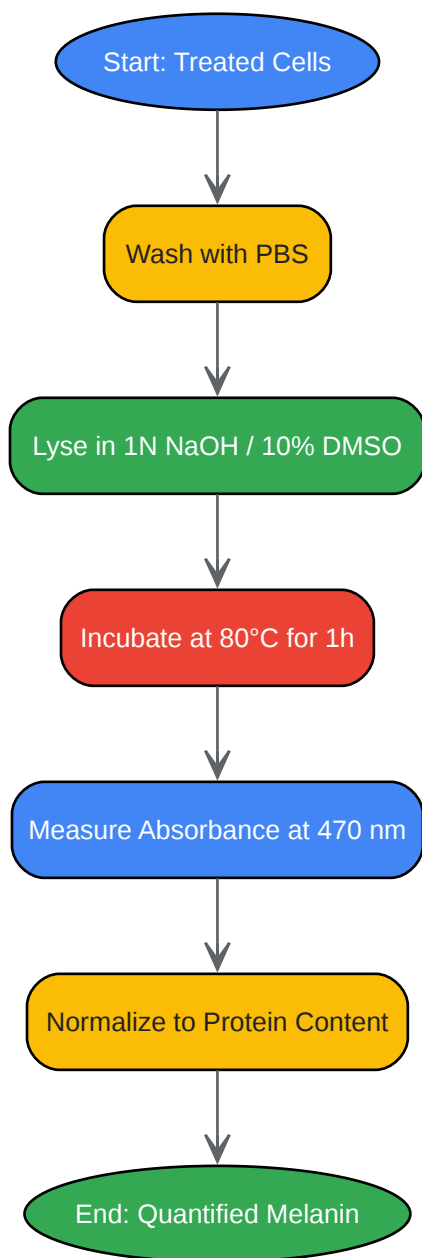 Start: Treated Cells
Wash with PBS
Lyse in 1N NaOH / 10% DMSO
Incubate at 80°C for 1h
Measure Absorbance at 470 nm
Normalize to Protein Content
End: Quantified Melanin